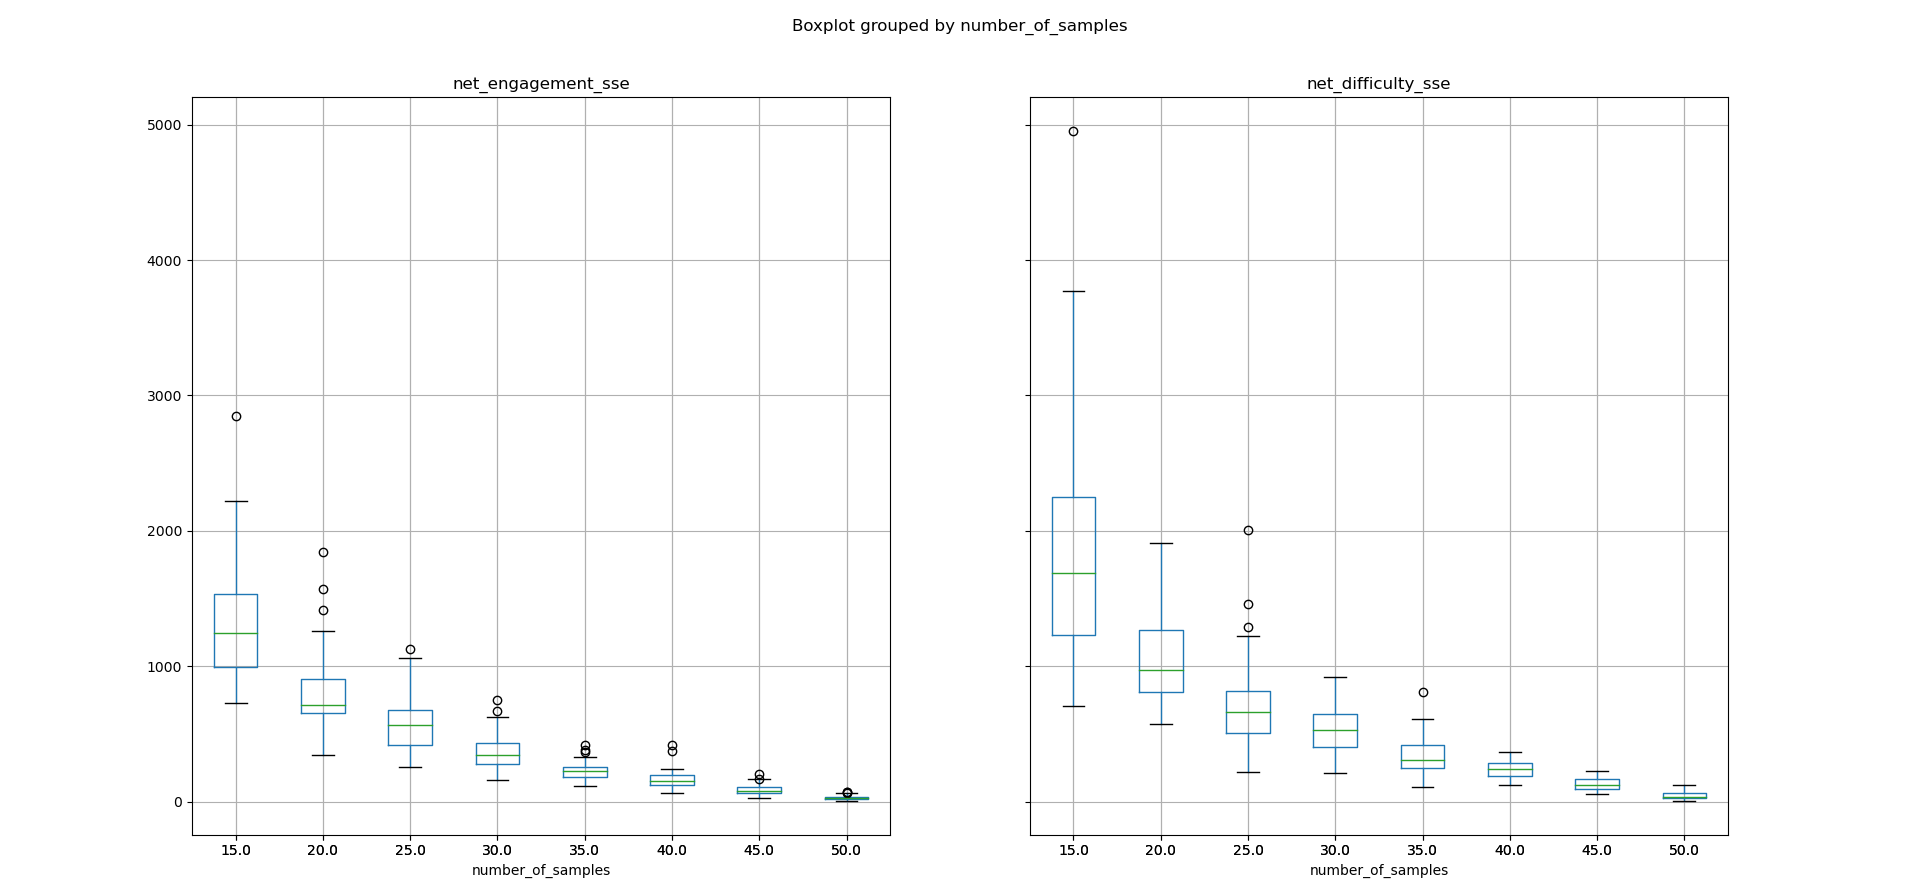 Boxplot grouped by number_of_samples
net_engagement_sse
5000
4000
3000
2000
1000
0
15.0 20.0 25.0 30.0 35.0 40.0 45.0 50.0
number_of_samples
net_difficulty_sse
15.0 20.0 25.0 30.0 35.0 40.0 45.0 50.0
number_of_samples